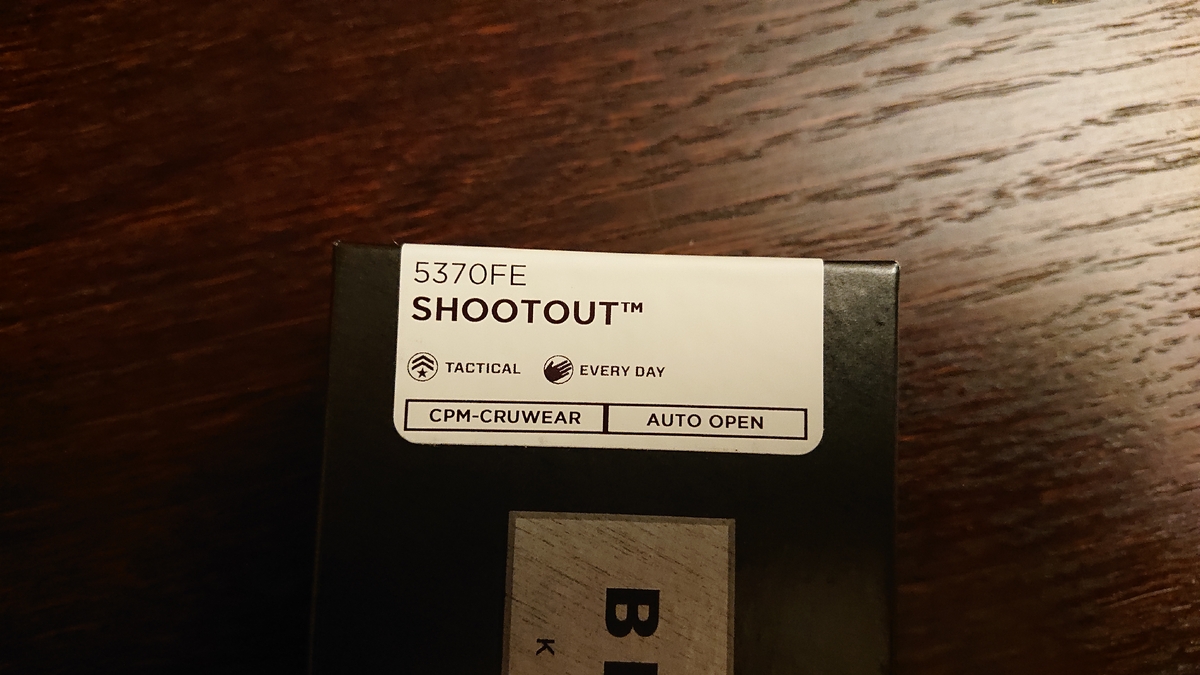 5370FE
SHOOTOUT™
TACTICAL EVERY DAY
CPM-CRUWEAR AUTO OPEN
B
K